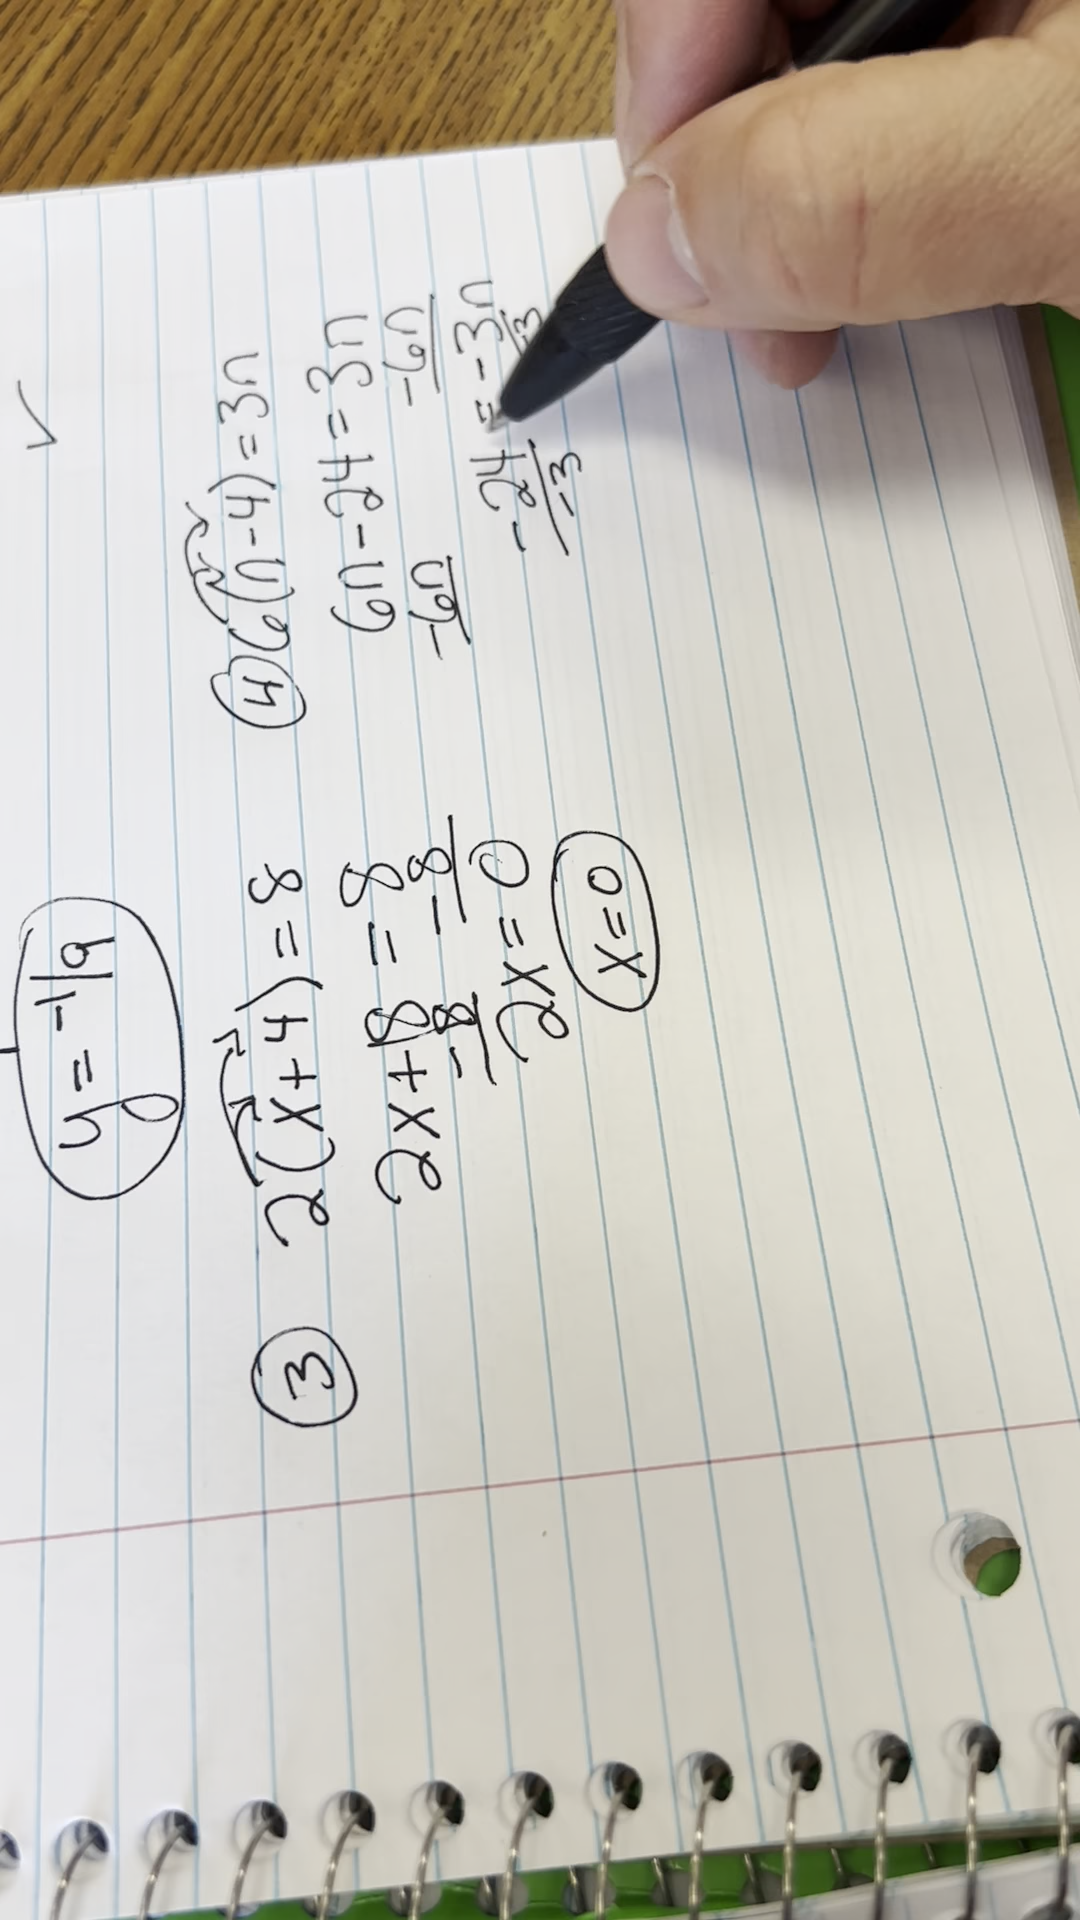 y = -1/9
✓
③ 2(x+4) = 8
2x+8 = 8
-8 -8
2x = 0
x=0
④ 6(n-4) = 3n
6n - 24 = 3n
-6n -6n
-24 = -3n
-3 -3